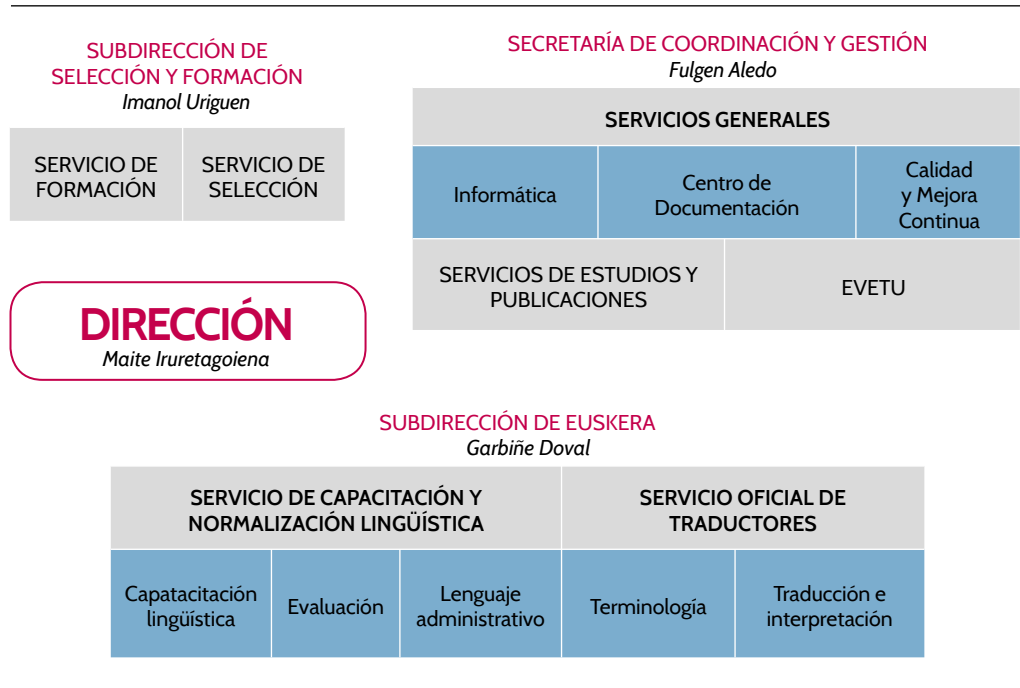 SUBDIRECCIÓN DE
SELECCIÓN Y FORMACIÓN
Imanol Uriguen
SERVICIO DE
FORMACIÓN
SERVICIO DE
SELECCIÓN
SECRETARÍA DE COORDINACIÓN Y GESTIÓN
Fulgen Aledo
SERVICIOS GENERALES
Informática
Centro de
Documentación
Calidad
y Mejora
Continua
SERVICIOS DE ESTUDIOS Y
PUBLICACIONES
EVETU
DIRECCIÓN
Maite Iruretagoiena
SUBDIRECCIÓN DE EUSKERA
Garbiñe Doval
SERVICIO DE CAPACITACIÓN Y
NORMALIZACIÓN LINGÜÍSTICA
SERVICIO OFICIAL DE
TRADUCTORES
Capatacitación
lingüística
Evaluación
Lenguaje
administrativo
Terminología
Traducción e
interpretación